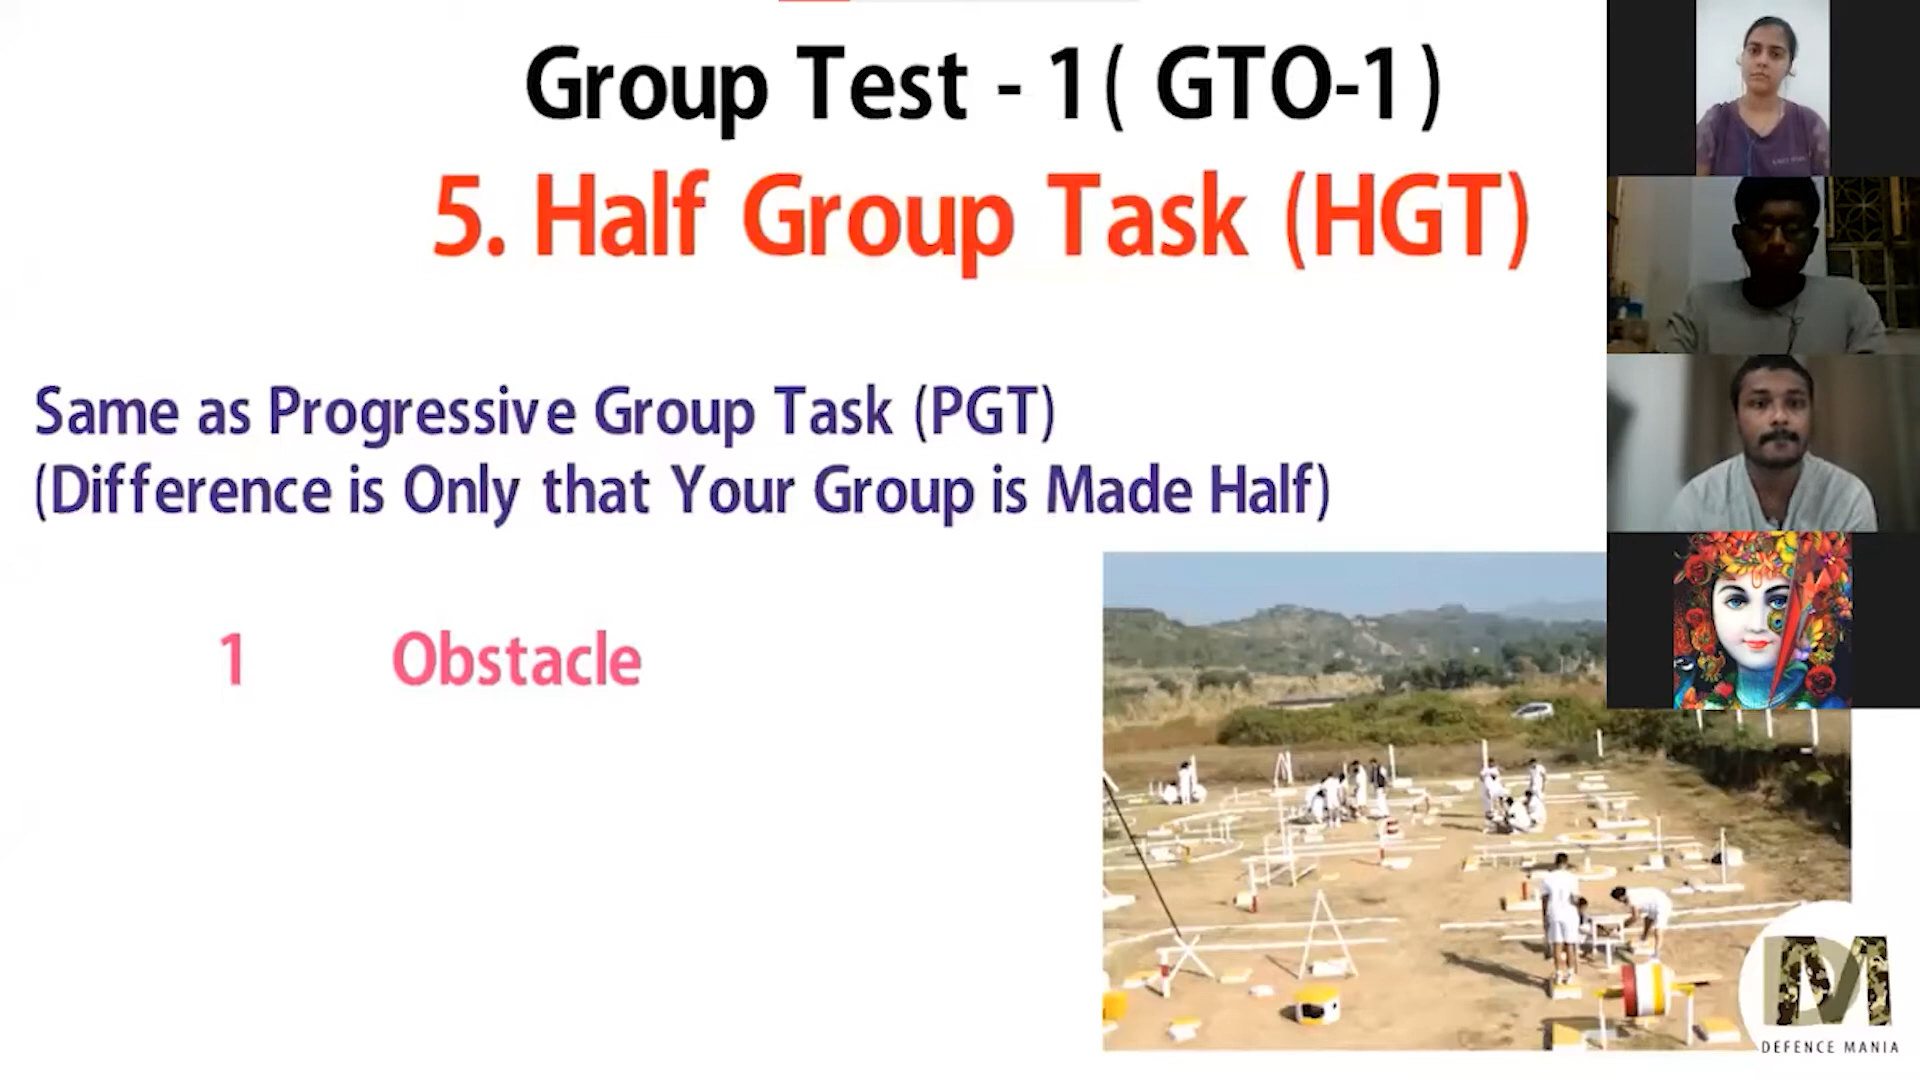 Group Test - 1( GTO-1)
5. Half Group Task (HGT)
Same as Progressive Group Task (PGT)
(Difference is Only that Your Group is Made Half)
1 Obstacle
DM
DEFENCE MANIA